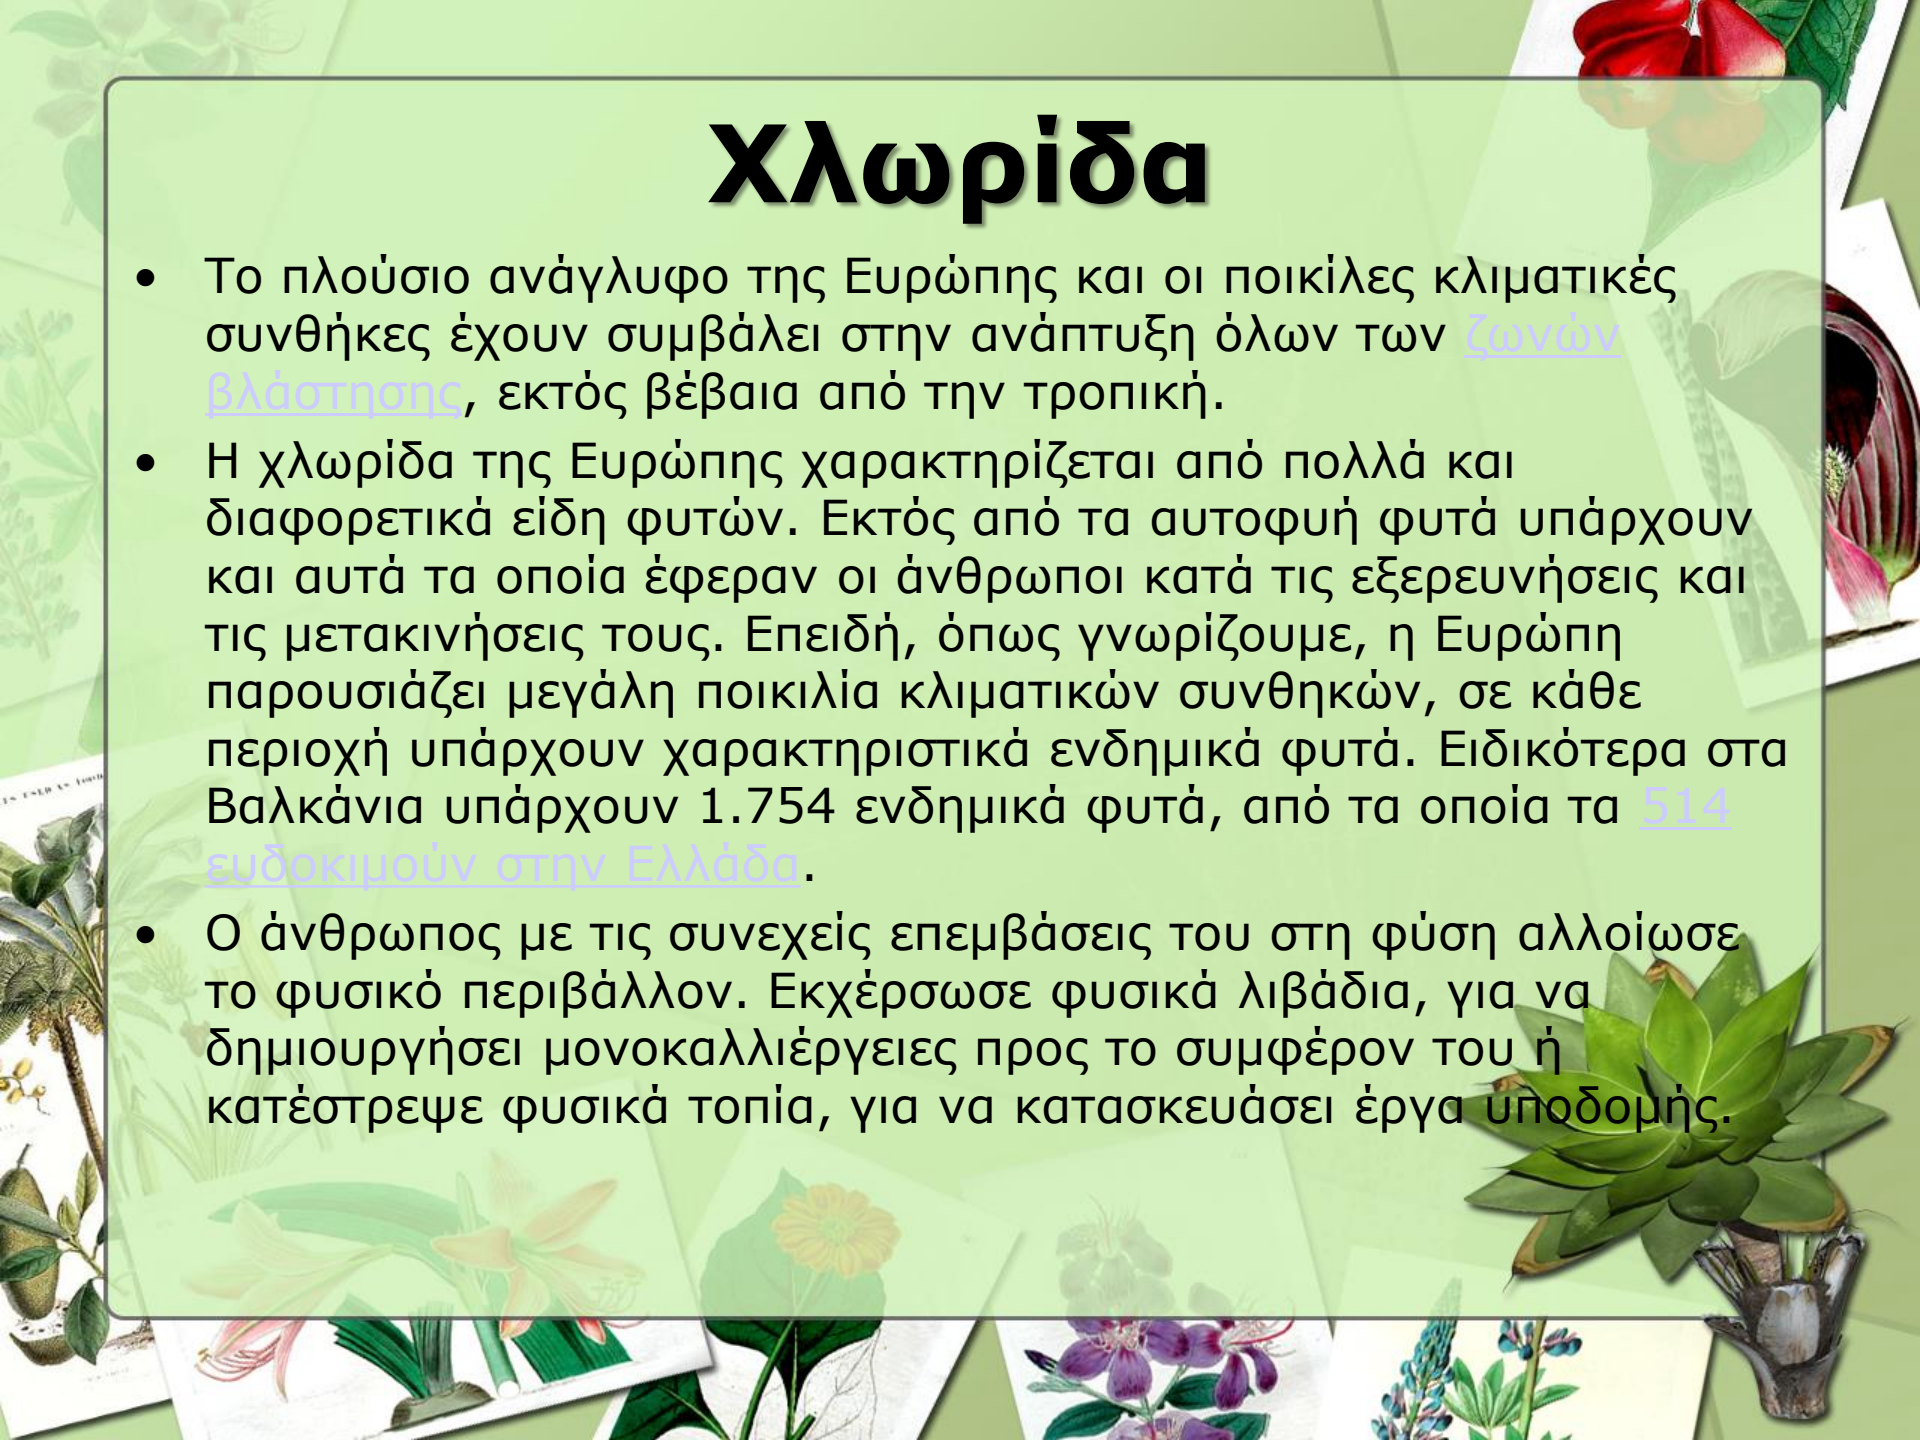 Χλωρίδα
• Το πλούσιο ανάγλυφο της Ευρώπης και οι ποικίλες κλιματικές
συνθήκες έχουν συμβάλει στην ανάπτυξη όλων των ζωνών
βλάστησης, εκτός βέβαια από την τροπική.
• Η χλωρίδα της Ευρώπης χαρακτηρίζεται από πολλά και
διαφορετικά είδη φυτών. Εκτός από τα αυτοφυή φυτά υπάρχουν
και αυτά τα οποία έφεραν οι άνθρωποι κατά τις εξερευνήσεις και
τις μετακινήσεις τους. Επειδή, όπως γνωρίζουμε, η Ευρώπη
παρουσιάζει μεγάλη ποικιλία κλιματικών συνθηκών, σε κάθε
περιοχή υπάρχουν χαρακτηριστικά ενδημικά φυτά. Ειδικότερα στα
Βαλκάνια υπάρχουν 1.754 ενδημικά φυτά, από τα οποία τα 514
ευδοκιμούν στην Ελλάδα.
• Ο άνθρωπος με τις συνεχείς επεμβάσεις του στη φύση αλλοίωσε
το φυσικό περιβάλλον. Εκχέρσωσε φυσικά λιβάδια, για να
δημιουργήσει μονοκαλλιέργειες προς το συμφέρον του ή
κατέστρεψε φυσικά τοπία, για να κατασκευάσει έργα υποδομής.